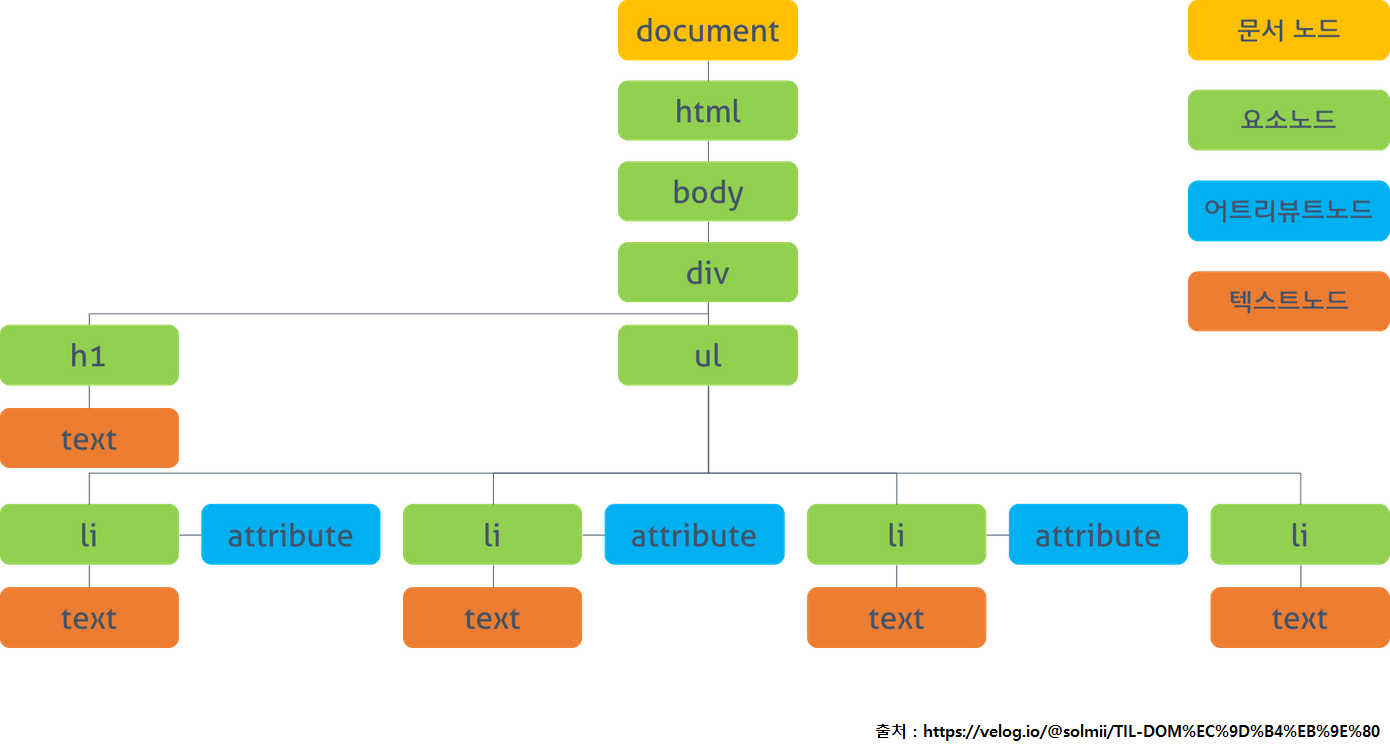 document
문서 노드
html
요소노드
body
어트리뷰트노드
div
텍스트노드
h1
ul
text
li
attribute
li
attribute
li
attribute
li
text
text
text
text
출처 : https://velog.io/@solmii/TIL-DOM%EC%9D%B4%EB%9E%80